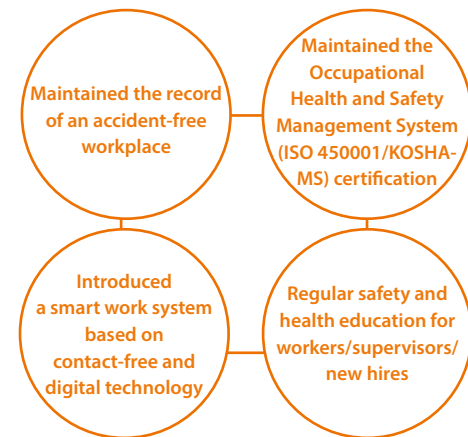 Maintained the record
of an accident-free
workplace
Maintained the
Occupational
Health and Safety
Management System
(ISO 450001/KOSHA-
MS) certification
Introduced
a smart work system
based on
contact-free and
digital technology
Regular safety and
health education for
workers/supervisors/
new hires